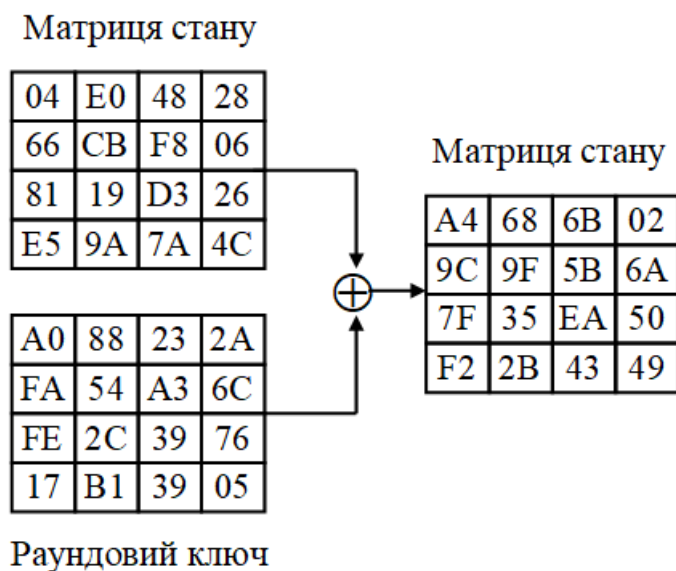 Матриця стану
04 E0 48 28
66 CB F8 06
81 19 D3 26
E5 9A 7A 4C
A0 88 23 2A
FA 54 A3 6C
FE 2C 39 76
17 B1 39 05
Раундовий ключ
Матриця стану
A4 68 6B 02
9C 9F 5B 6A
7F 35 EA 50
F2 2B 43 49